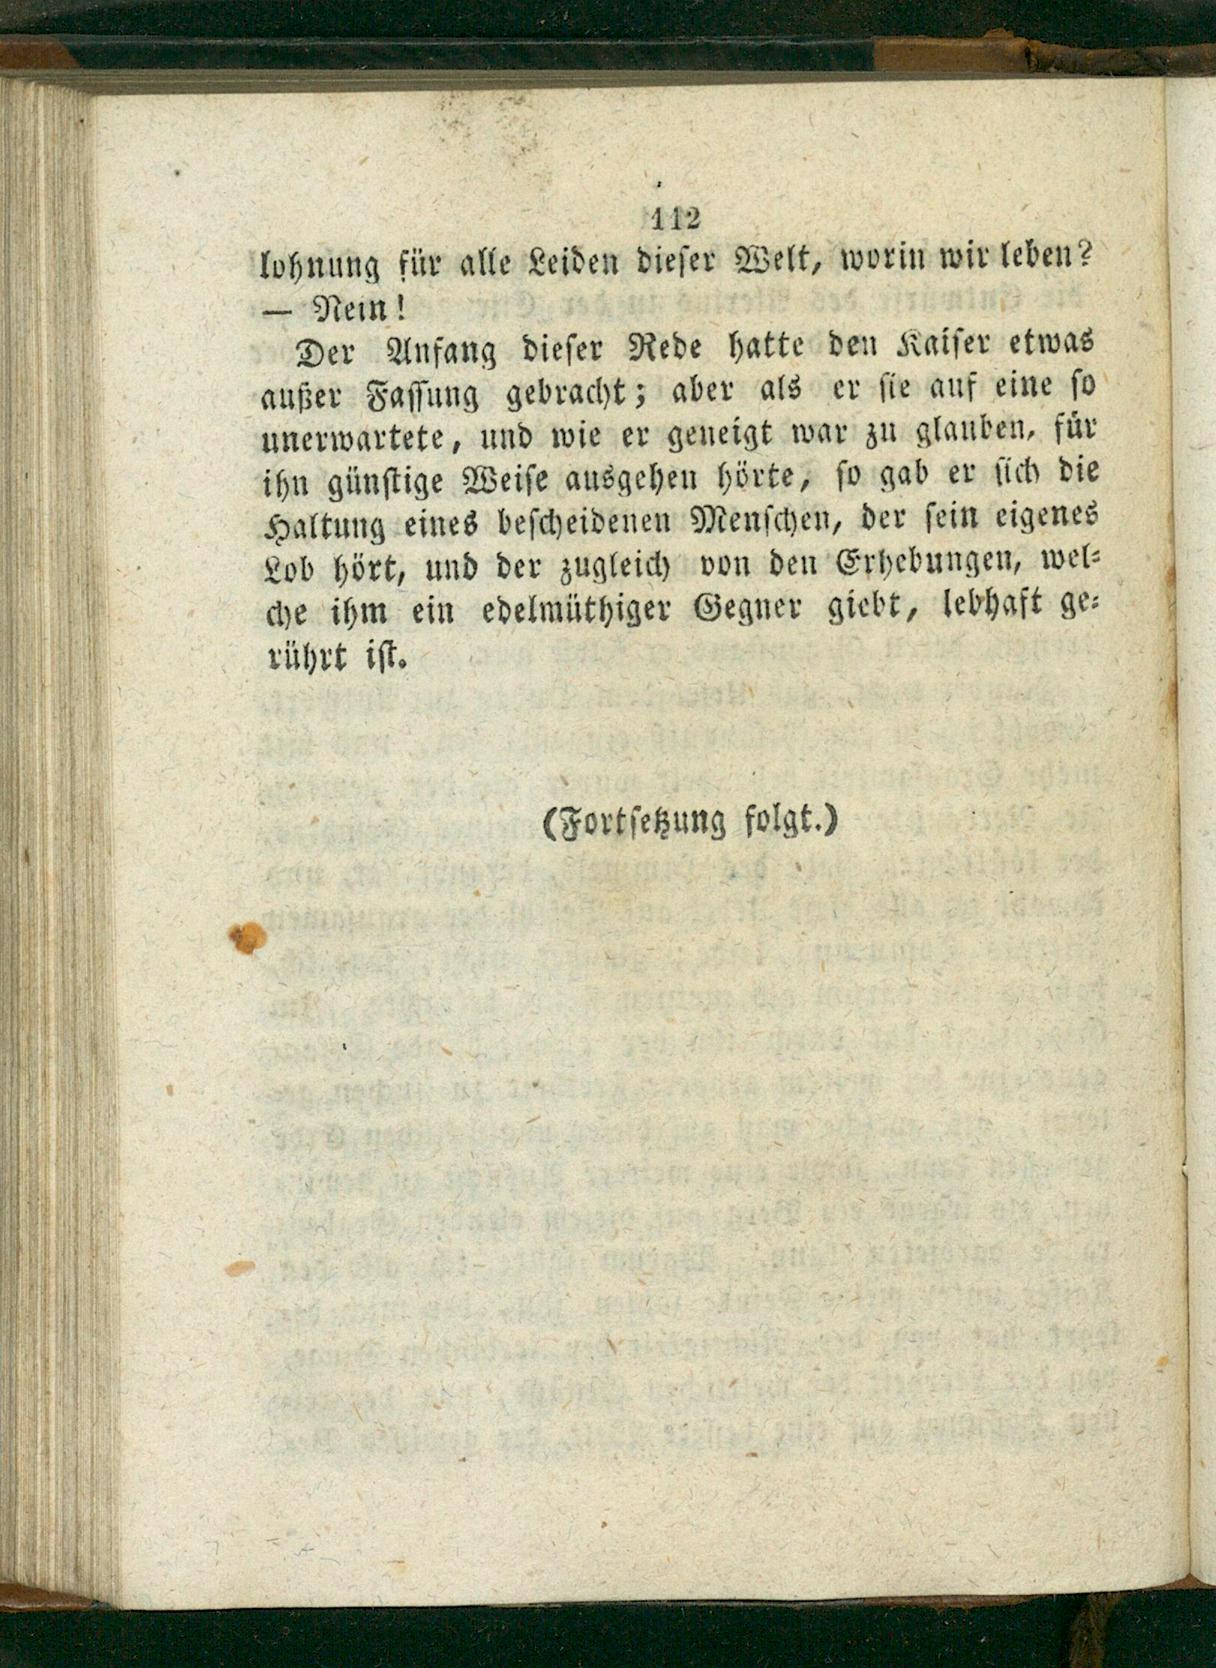 112
lohnung für alle Leiden dieser Welt, worin wir leben?
— Nein!
Der Anfang dieser Rede hatte den Kaiser etwas
außer Fassung gebracht; aber als er sie auf eine so
unerwartete, und wie er geneigt war zu glauben, für
ihn günstige Weise ausgehen hörte, so gab er sich die
Haltung eines bescheidenen Menschen, der sein eigenes
Lob hört, und der zugleich von den Erhebungen, wel-
che ihm ein edelmüthiger Gegner giebt, lebhaft ge-
rührt ist.
(Fortsetzung folgt.)